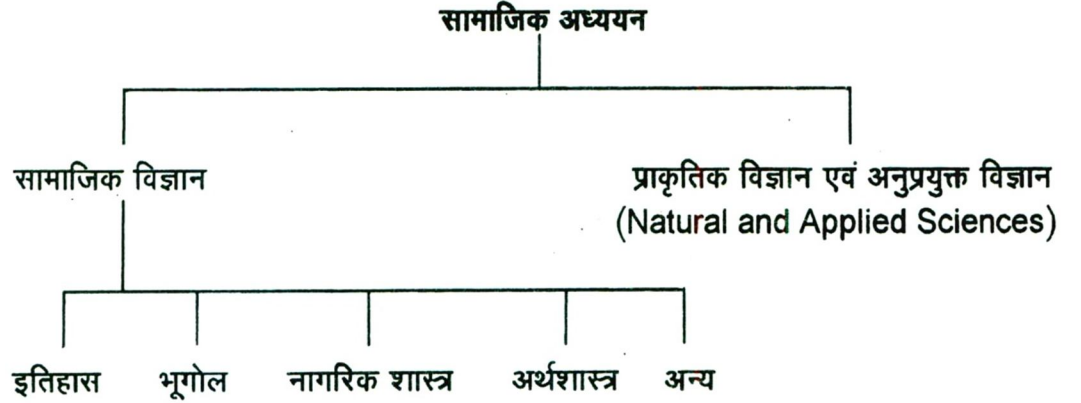 सामाजिक अध्ययन
सामाजिक विज्ञान
प्राकृतिक विज्ञान एवं अनुप्रयुक्त विज्ञान
(Natural and Applied Sciences)
इतिहास भूगोल नागरिक शास्त्र अर्थशास्त्र अन्य